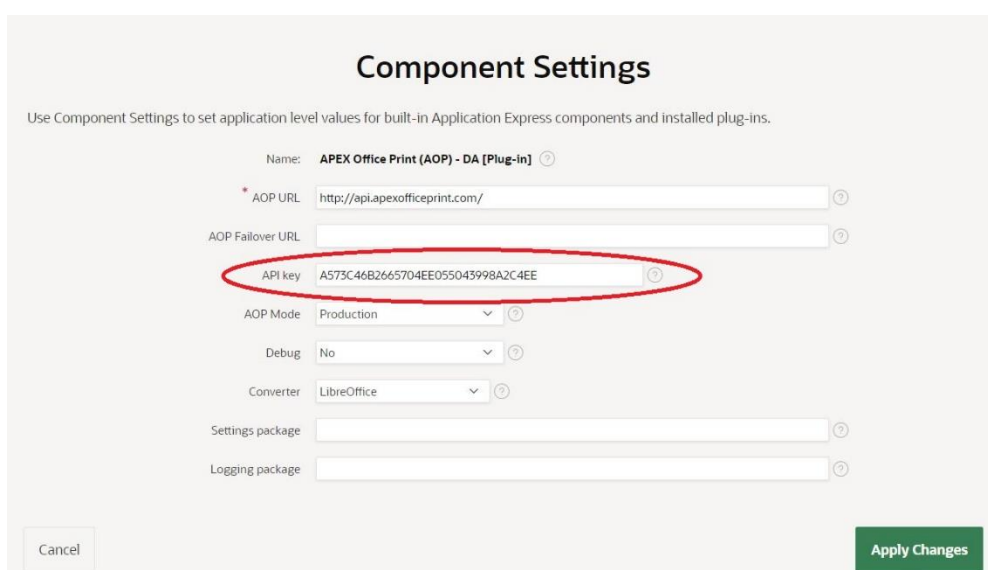 Component Settings
Use Component Settings to set application level values for built-in Application Express components and installed plug-ins.
Name: APEX Office Print (AOP) - DA [Plug-in] ?
* AOP URL http://api.apexofficeprint.com/ ?
AOP Failover URL ?
API key A573C46B2665704EE055043998A2C4EE ?
AOP Mode Production ?
Debug No ?
Converter LibreOffice ?
Settings package ?
Logging package ?
Cancel Apply Changes